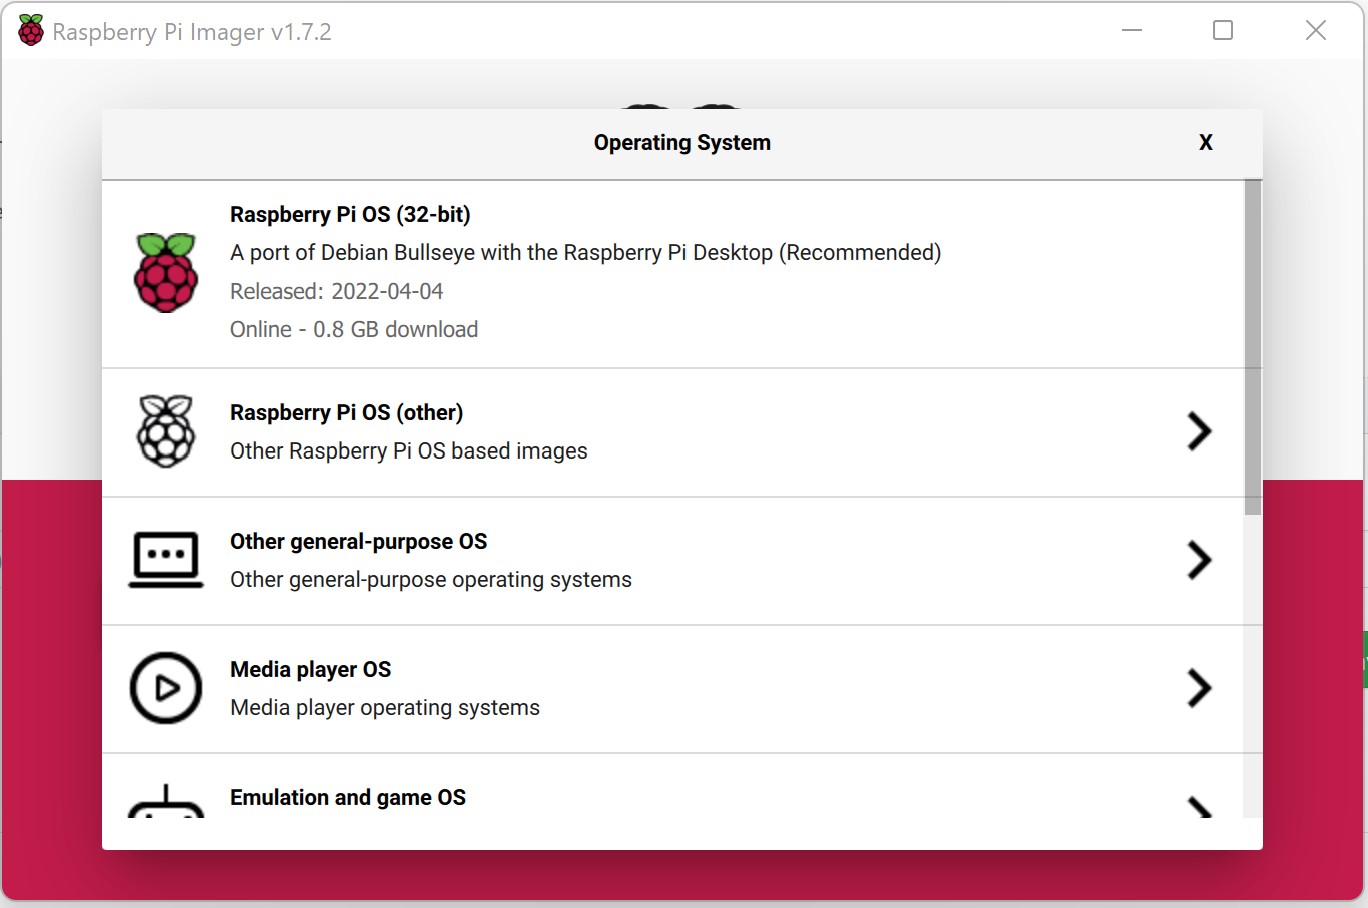 Raspberry Pi Imager v1.7.2
Operating System
X
Raspberry Pi OS (32-bit)
A port of Debian Bullseye with the Raspberry Pi Desktop (Recommended)
Released: 2022-04-04
Online - 0.8 GB download
Raspberry Pi OS (other)
Other Raspberry Pi OS based images
Other general-purpose OS
Other general-purpose operating systems
Media player OS
Media player operating systems
Emulation and game OS